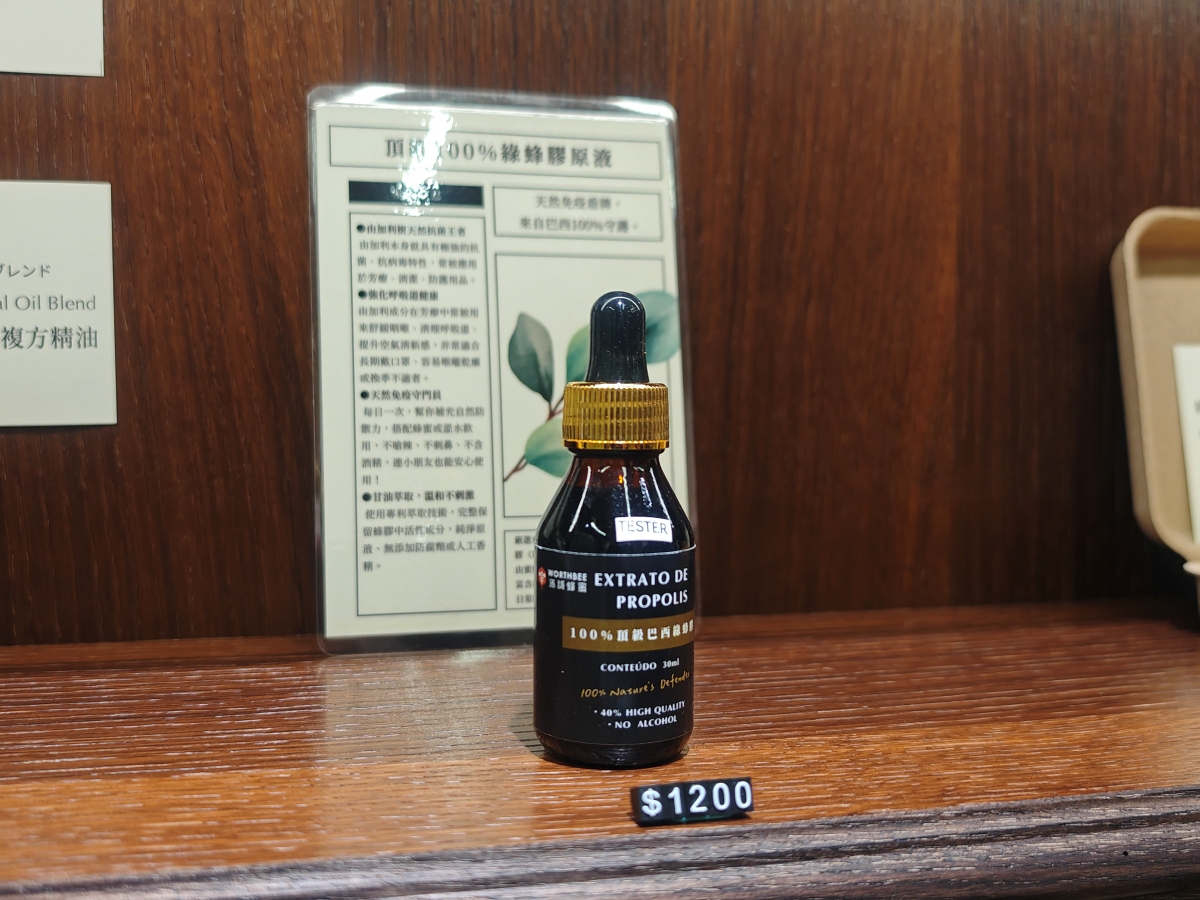 ブレンド
al Oil Blend
複方精油
頂級100%綠蜂膠原液
天然免疫盾牌，
來自巴西100%守護。
●由加利樹天然抗菌王者
由加利本身就具有極強的抗
菌、抗病毒特性，常被應用
於芳療、清潔、防護用品。
●強化呼吸道健康
由加利成分在芳療中常被用
來舒緩咽喉、清理呼吸道、
提升空氣清新感，非常適合
長期戴口罩、容易喉嚨乾癢
或換季不適者。
●天然免疫守門員
每日一次，幫你補充自然防
禦力，搭配蜂蜜或溫水飲
用，不嗆辣、不刺鼻、不含
酒精，連小朋友也能安心使
用！
●甘油萃取，溫和不刺激
使用專利萃取技術，完整保
留蜂膠中活性成分，純淨原
液，無添加防腐劑或人工香
精。
嚴選
膠（
由蜜
富含
日常
TESTER
WORTHBEE
EXTRATO DE
PROPOLIS
100%頂級巴西綠蜂膠
CONTEÚDO 30ml
100% Nature's Defender
• 40% HIGH QUALITY
• NO ALCOHOL
$1200